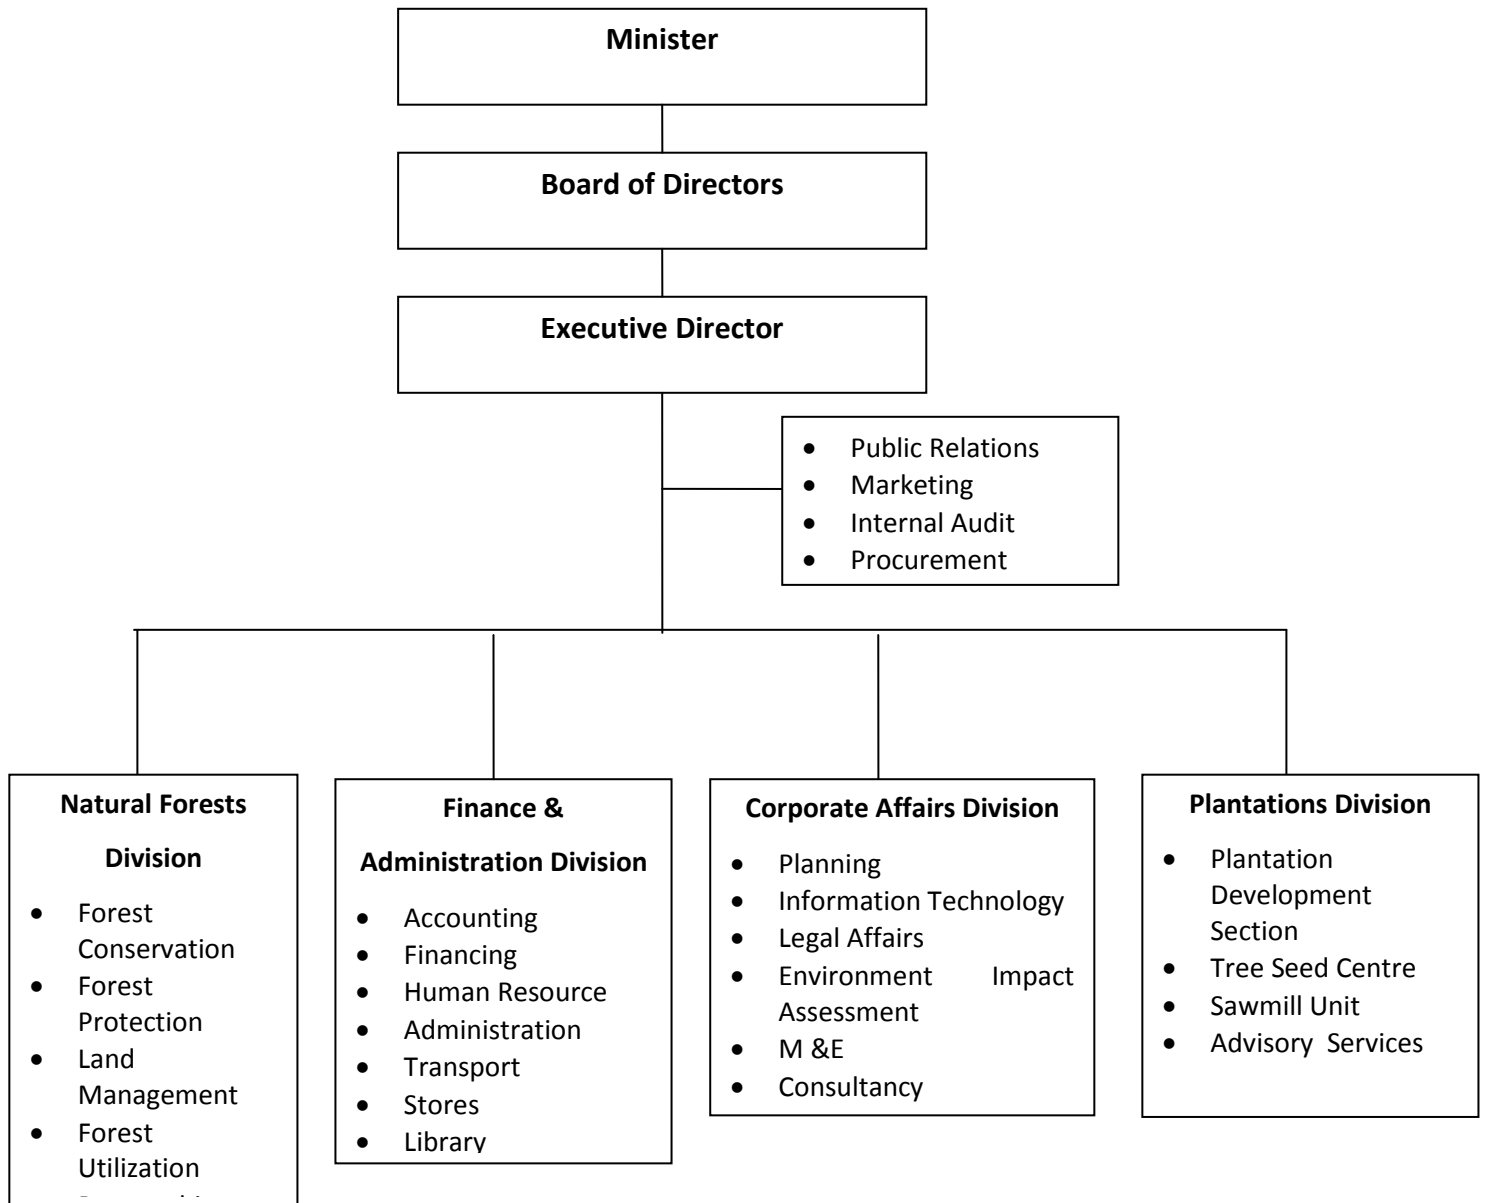 Minister
Board of Directors
Executive Director
• Public Relations
• Marketing
• Internal Audit
• Procurement
Natural Forests
Division
• Forest
Conservation
• Forest
Protection
• Land
Management
• Forest
Utilization
Finance &
Administration Division
• Accounting
• Financing
• Human Resource
• Administration
• Transport
• Stores
• Library
Corporate Affairs Division
• Planning
• Information Technology
• Legal Affairs
• Environment Impact
Assessment
• M &E
• Consultancy
Plantations Division
• Plantation
Development
Section
• Tree Seed Centre
• Sawmill Unit
• Advisory Services